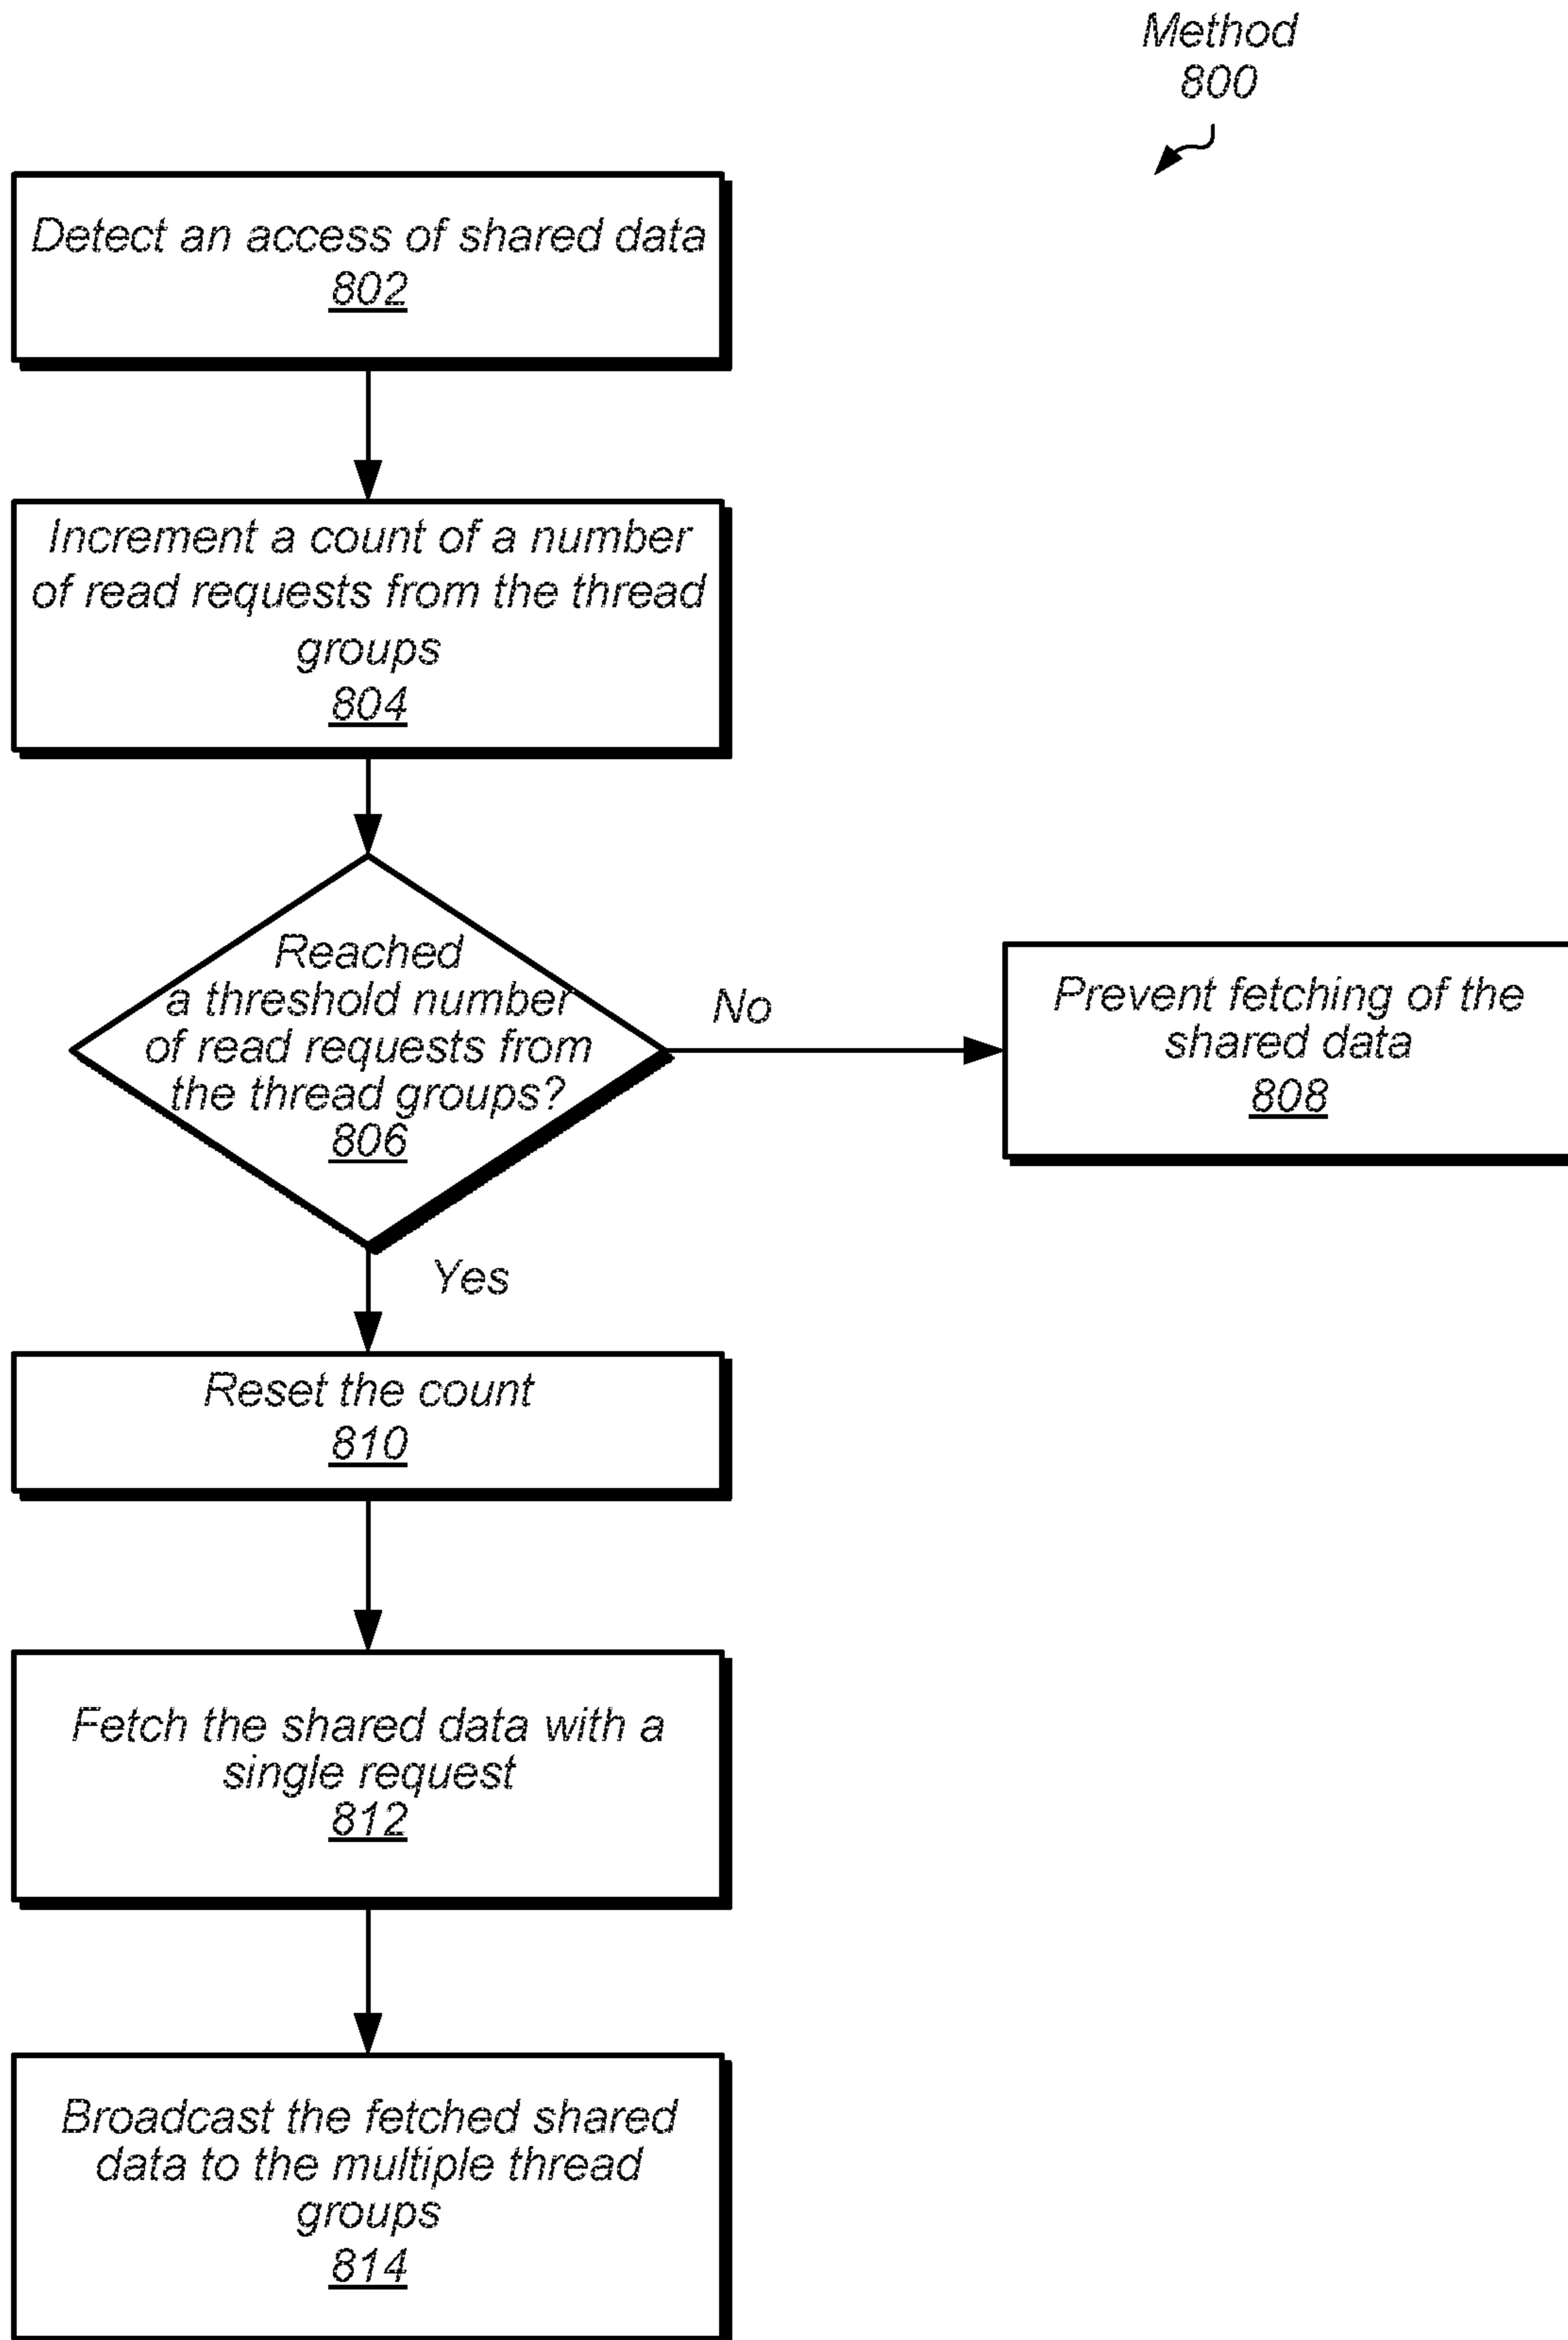 Method
800
Detect an access of shared data
802
Increment a count of a number
of read requests from the thread
groups
804
Reached
a threshold number
of read requests from
the thread groups?
806
No
Prevent fetching of the
shared data
808
Yes
Reset the count
810
Fetch the shared data with a
single request
812
Broadcast the fetched shared
data to the multiple thread
groups
814